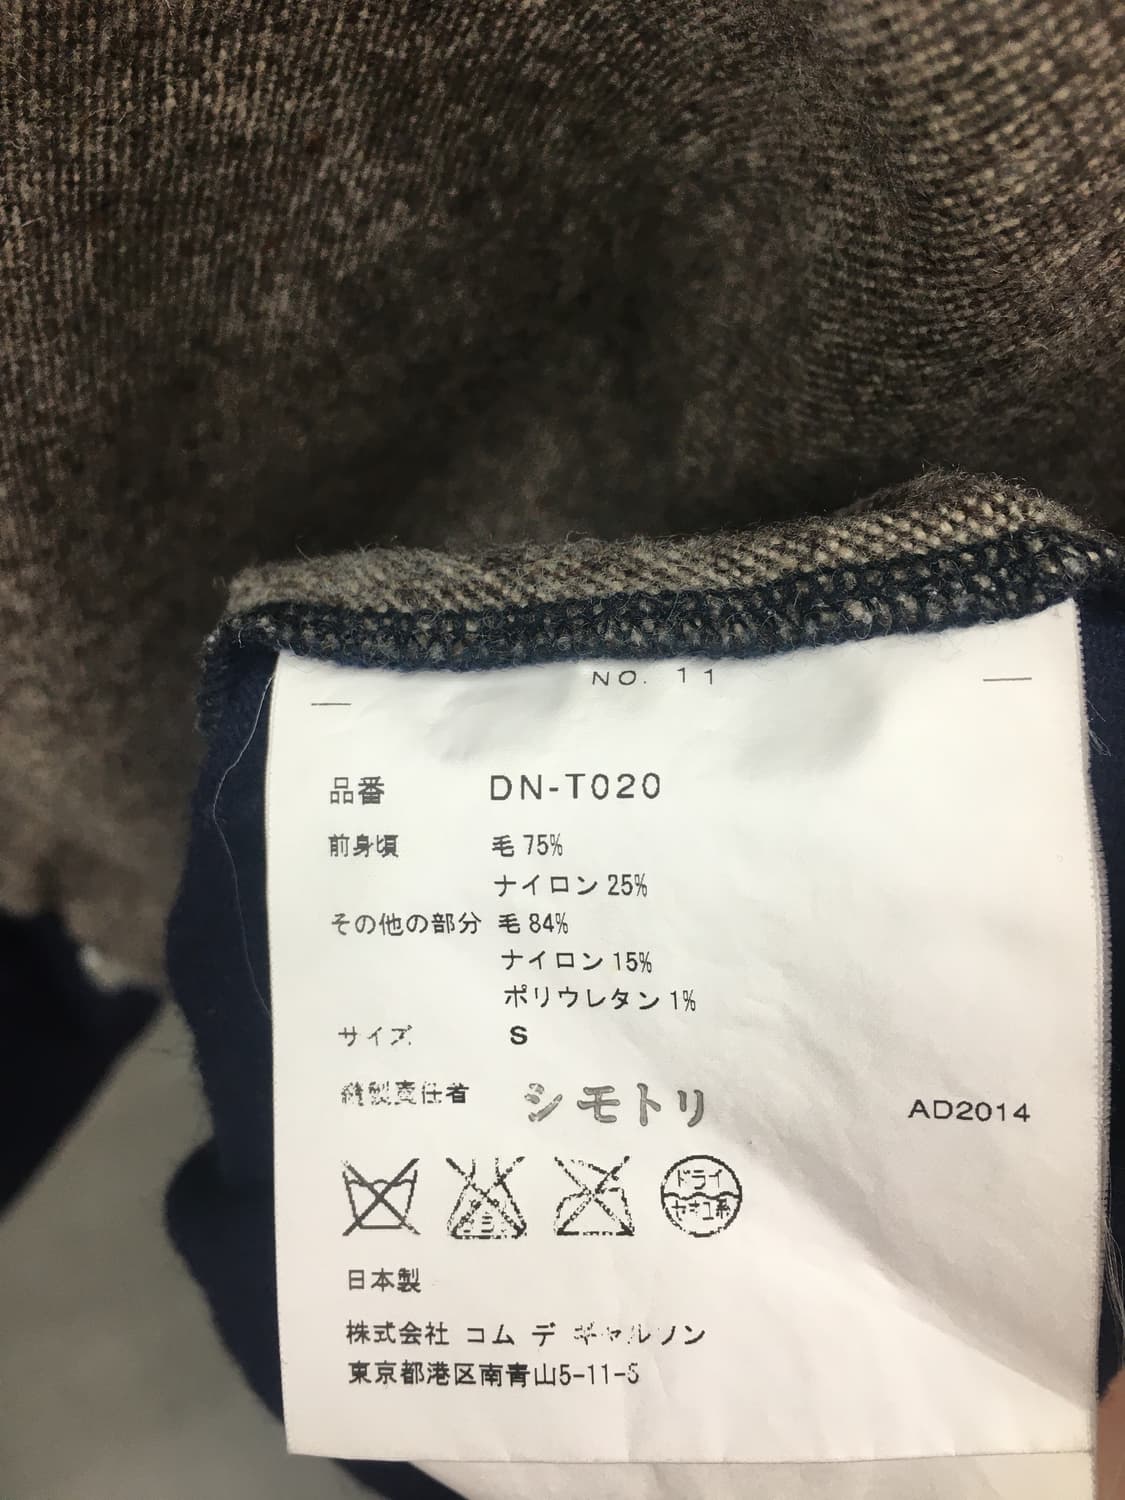 NO. 11
品番 DN-T020
前身頃 毛 75%
ナイロン 25%
その他の部分 毛 84%
ナイロン 15%
ポリウレタン 1%
サイズ S
縫製責任者 シモトリ
AD2014
ドライ
セキユ系
日本製
株式会社 コム デ ギャルソン
東京都港区南青山5-11-5